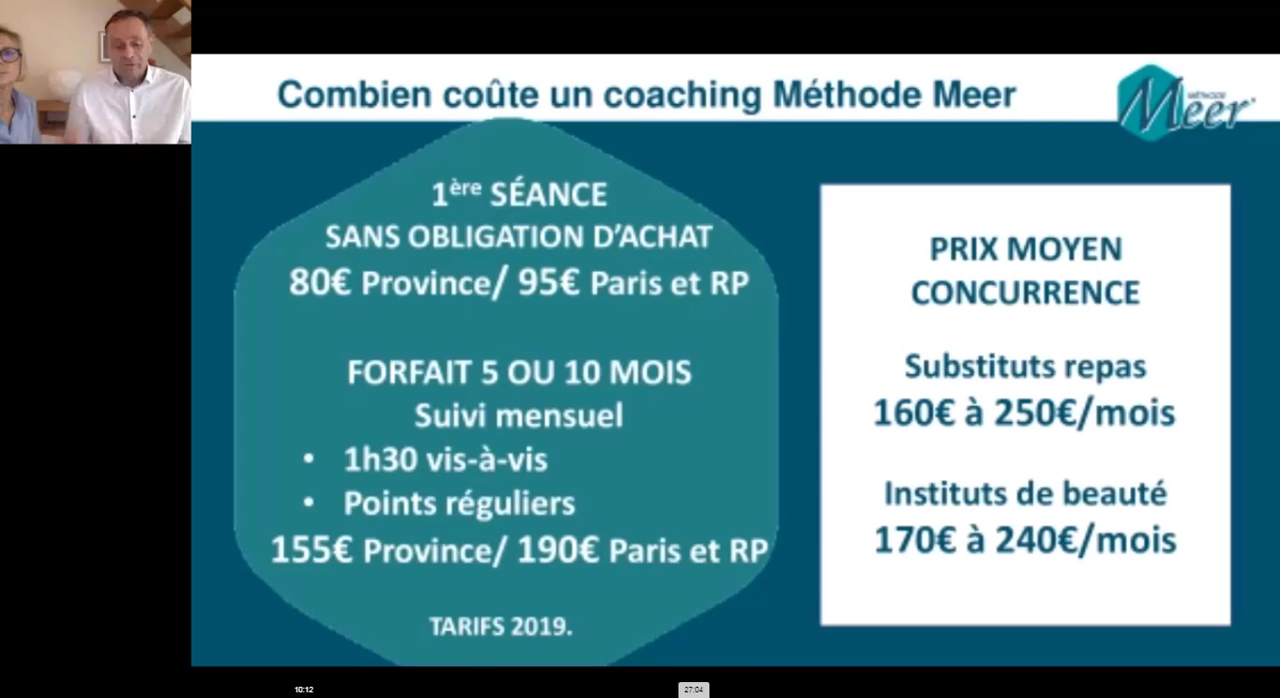 Combien coûte un coaching Méthode Meer
MÉTHODE
Meer
1ère SÉANCE
SANS OBLIGATION D'ACHAT
80€ Province/ 95€ Paris et RP
FORFAIT 5 OU 10 MOIS
Suivi mensuel
• 1h30 vis-à-vis
• Points réguliers
155€ Province/ 190€ Paris et RP
TARIFS 2019.
PRIX MOYEN
CONCURRENCE
Substituts repas
160€ à 250€/mois
Instituts de beauté
170€ à 240€/mois
10:12
27:04